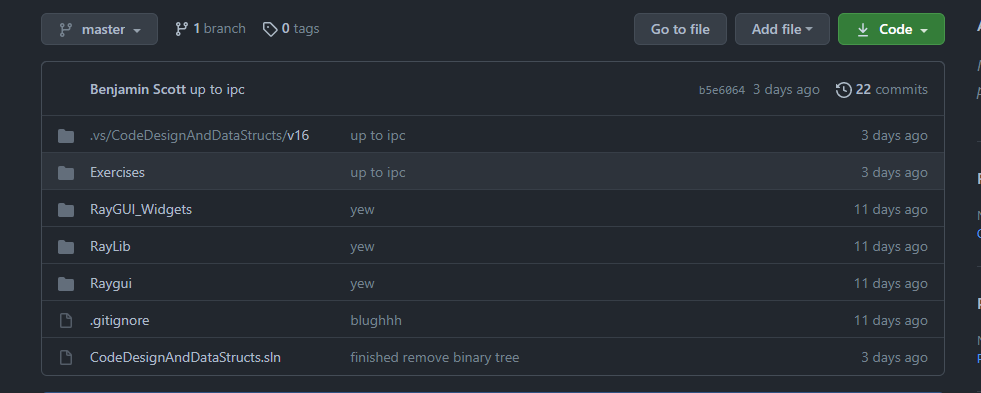 master 1 branch 0 tags Go to file Add file Code
Benjamin Scott up to ipc b5e6064 3 days ago 22 commits
.vs/CodeDesignAndDataStructs/v16 up to ipc 3 days ago
Exercises up to ipc 3 days ago
RayGUI_Widgets yew 11 days ago
RayLib yew 11 days ago
Raygui yew 11 days ago
.gitignore blughhh 11 days ago
CodeDesignAndDataStructs.sln finished remove binary tree 3 days ago